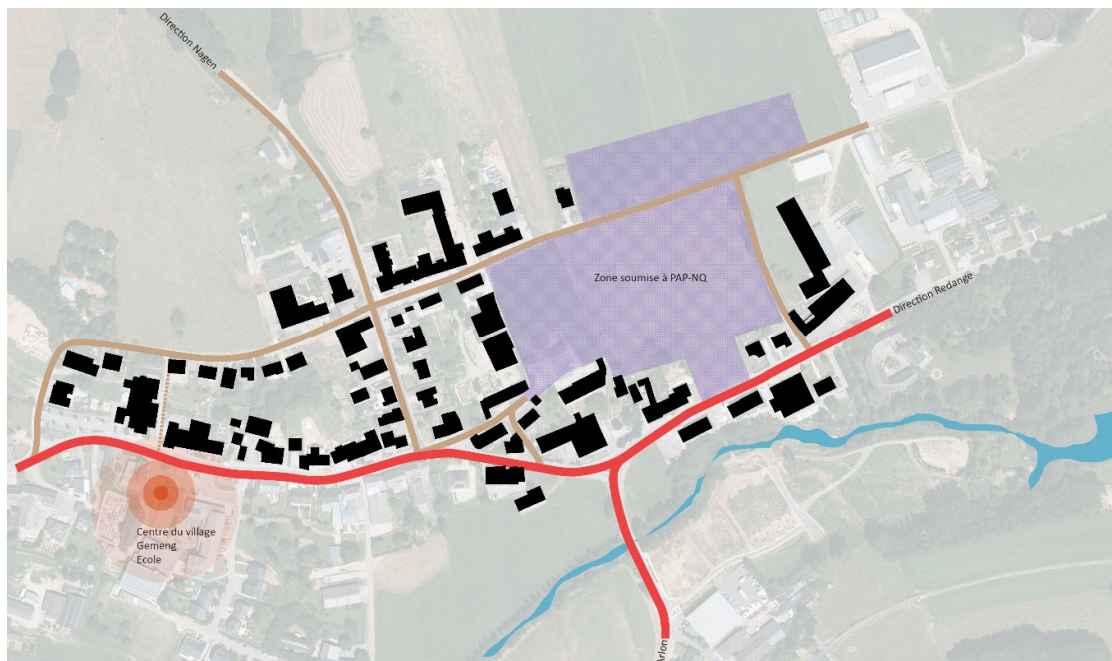 Direction Nagen
Zone soumise à PAP-NQ
Direction Redange
Centre du village
Gemeng
Ecole
Arlon